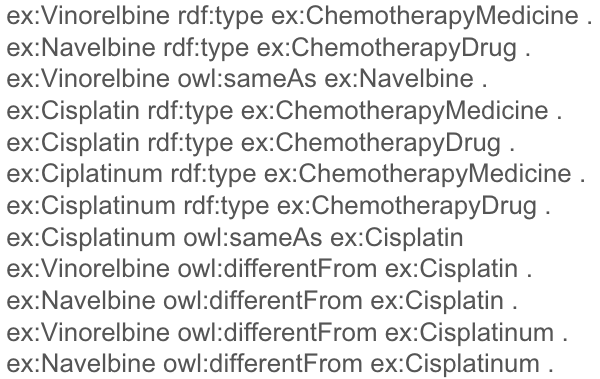 ex:Vinorelbine rdf:type ex:ChemotherapyMedicine .
ex:Navelbine rdf:type ex:ChemotherapyDrug .
ex:Vinorelbine owl:sameAs ex:Navelbine .
ex:Cisplatin rdf:type ex:ChemotherapyMedicine .
ex:Cisplatin rdf:type ex:ChemotherapyDrug .
ex:Ciplatinum rdf:type ex:ChemotherapyMedicine .
ex:Cisplatinum rdf:type ex:ChemotherapyDrug .
ex:Cisplatinum owl:sameAs ex:Cisplatin
ex:Vinorelbine owl:differentFrom ex:Cisplatin .
ex:Navelbine owl:differentFrom ex:Cisplatin .
ex:Vinorelbine owl:differentFrom ex:Cisplatinum .
ex:Navelbine owl:differentFrom ex:Cisplatinum .